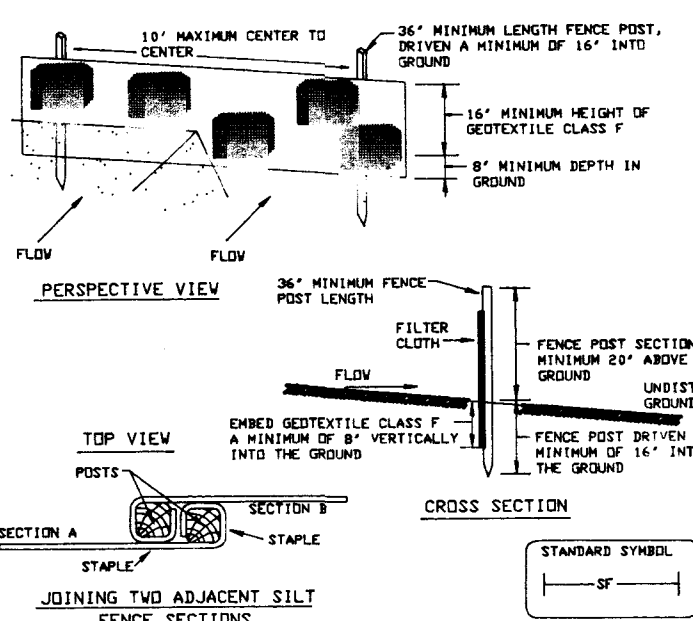 10' MAXIMUM CENTER TO
CENTER
36" MINIMUM LENGTH FENCE POST,
DRIVEN A MINIMUM OF 16" INTO
GROUND
16" MINIMUM HEIGHT OF
GEOTEXTILE CLASS F
8" MINIMUM DEPTH IN
GROUND
FLOW
FLOW
PERSPECTIVE VIEW
36" MINIMUM FENCE
POST LENGTH
FILTER
CLOTH
FENCE POST SECTION
MINIMUM 20" ABOVE
GROUND
FLOW
UNDIST
GROUND
EMBED GEOTEXTILE CLASS F
A MINIMUM OF 8" VERTICALLY
INTO THE GROUND
FENCE POST DRIVEN
MINIMUM OF 16" INT
THE GROUND
CROSS SECTION
TOP VIEW
POSTS
SECTION B
SECTION A
STAPLE
STAPLE
JOINING TWO ADJACENT SILT
FENCE SECTIONS
STANDARD SYMBOL
SF